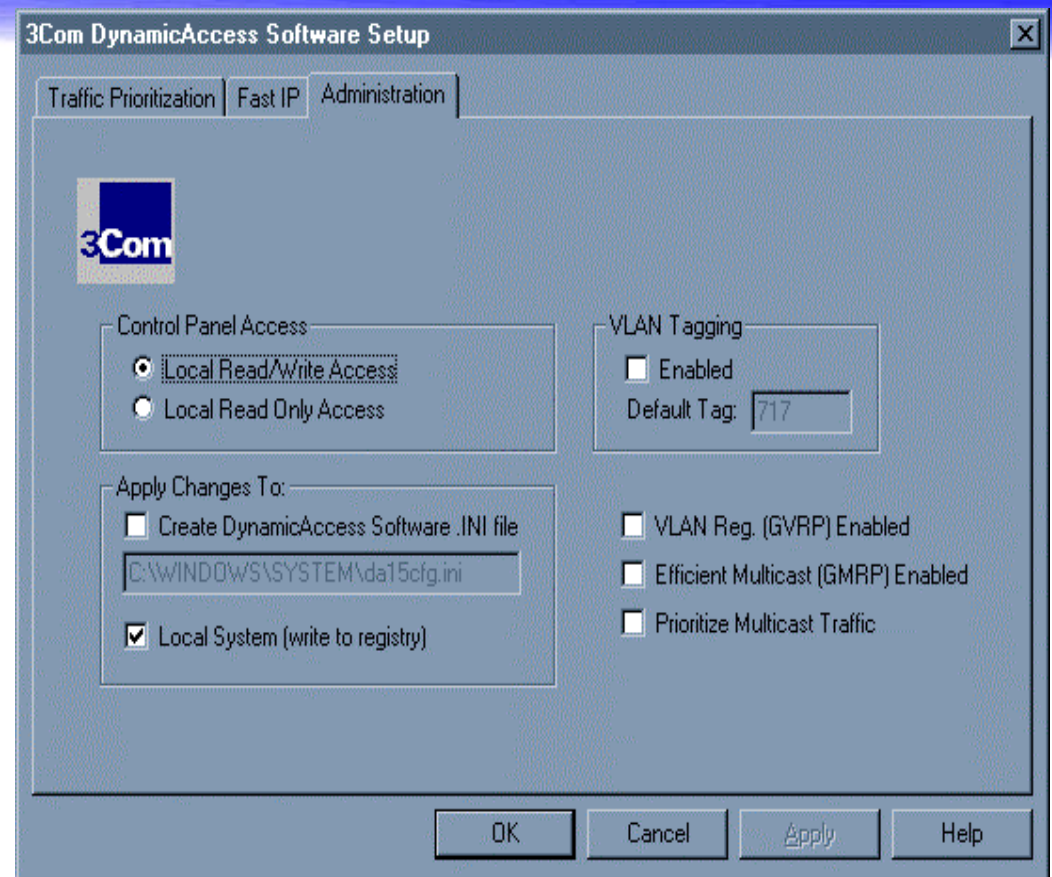 3Com DynamicAccess Software Setup
Traffic Prioritization
Fast IP
Administration
3Com
Control Panel Access
Local Read/Write Access
Local Read Only Access
VLAN Tagging
Enabled
Default Tag: 717
Apply Changes To:
Create DynamicAccess Software .INI file
C:\WINDOWS\SYSTEM\da15cfg.ini
Local System (write to registry)
VLAN Reg. (GVRP) Enabled
Efficient Multicast (GMRP) Enabled
Prioritize Multicast Traffic
OK
Cancel
Apply
Help